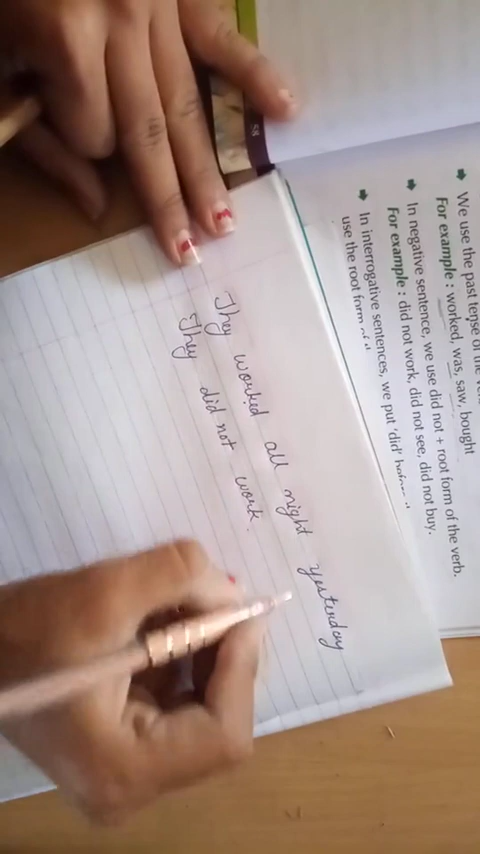 58
We use the past tense of the
For example : worked, was, saw, bought
In negative sentence, we use did not + root form of the verb.
For example : did not work, did not see, did not buy.
In interrogative sentences, we put 'did'
use the root form of
They worked all night yesterday
They did not work.